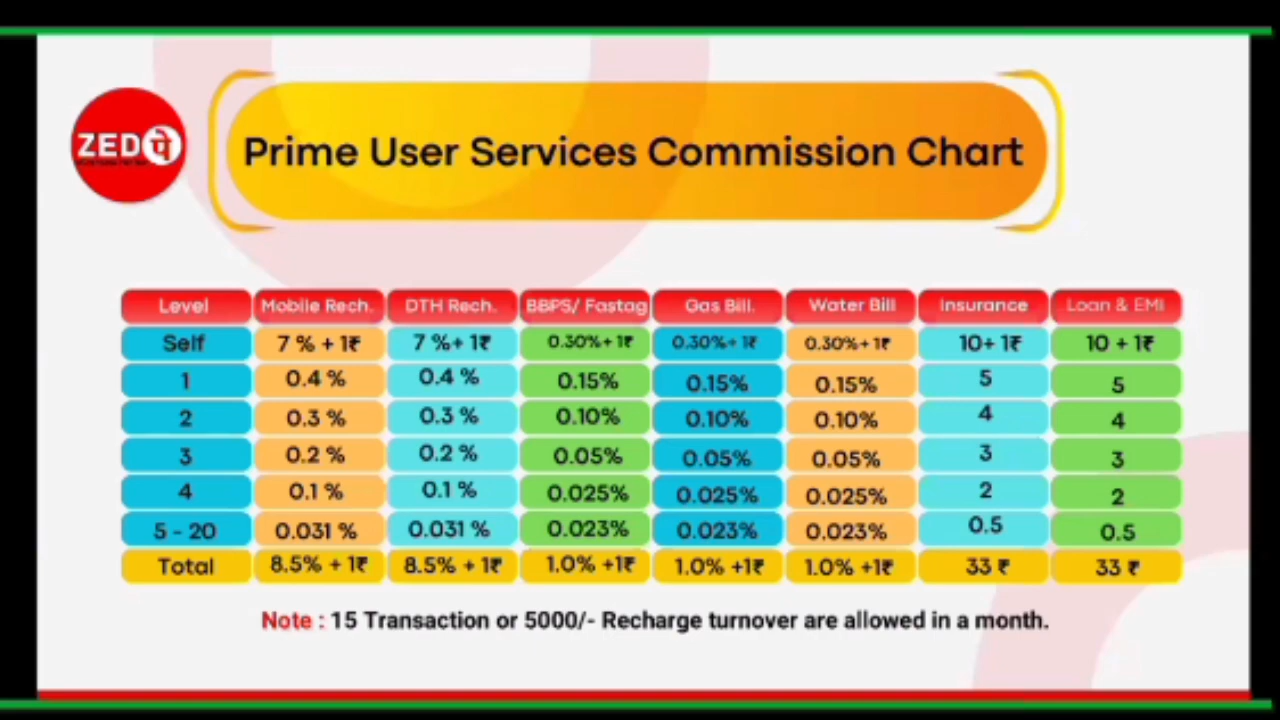 ZED पे
Prime User Services Commission Chart
Level Mobile Rech. DTH Rech. BBPS/ Fastag Gas Bill. Water Bill Insurance Loan & EMI
Self 7 % + 1₹ 7 %+ 1₹ 0.30%+ 1₹ 0.30%+ 1₹ 0.30%+ 1₹ 10+ 1₹ 10 + 1₹
1 0.4 % 0.4 % 0.15% 0.15% 0.15% 5 5
2 0.3 % 0.3 % 0.10% 0.10% 0.10% 4 4
3 0.2 % 0.2 % 0.05% 0.05% 0.05% 3 3
4 0.1 % 0.1 % 0.025% 0.025% 0.025% 2 2
5 - 20 0.031 % 0.031 % 0.023% 0.023% 0.023% 0.5 0.5
Total 8.5% + 1₹ 8.5% + 1₹ 1.0% +1₹ 1.0% +1₹ 1.0% +1₹ 33 ₹ 33 ₹
Note : 15 Transaction or 5000/- Recharge turnover are allowed in a month.